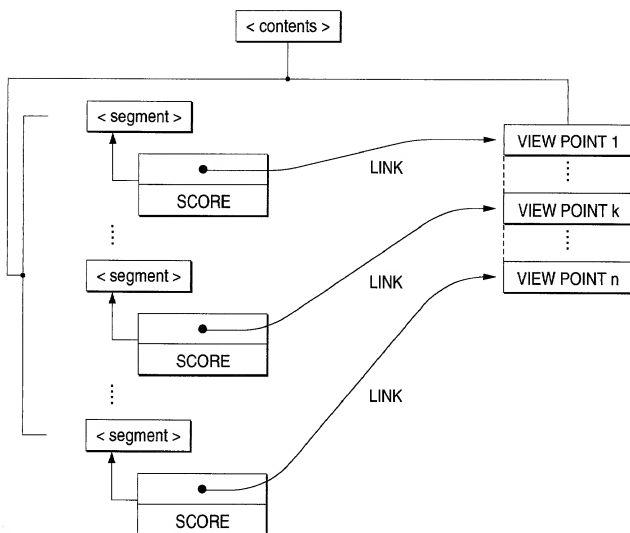 < contents >
< segment >
VIEW POINT 1
LINK
SCORE
VIEW POINT k
< segment >
VIEW POINT n
LINK
SCORE
LINK
< segment >
SCORE